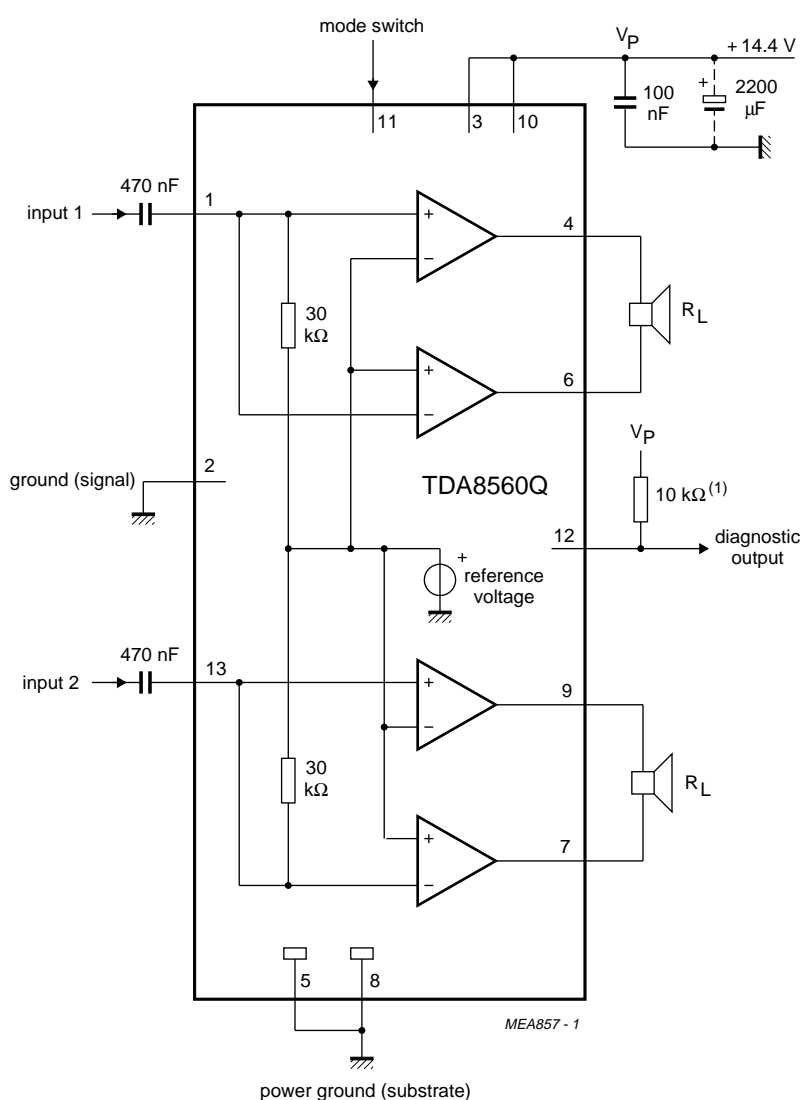 mode switch
V P
+ 14.4 V
100
nF
+
2200
μF
11
3
10
470 nF
input 1
1
+
−
4
30
kΩ
R L
+
−
6
2
ground (signal)
TDA8560Q
V P
10 kΩ (1)
12
diagnostic
output
+
reference
voltage
470 nF
input 2
13
+
−
9
30
kΩ
R L
+
−
7
5
8
MEA857 - 1
power ground (substrate)